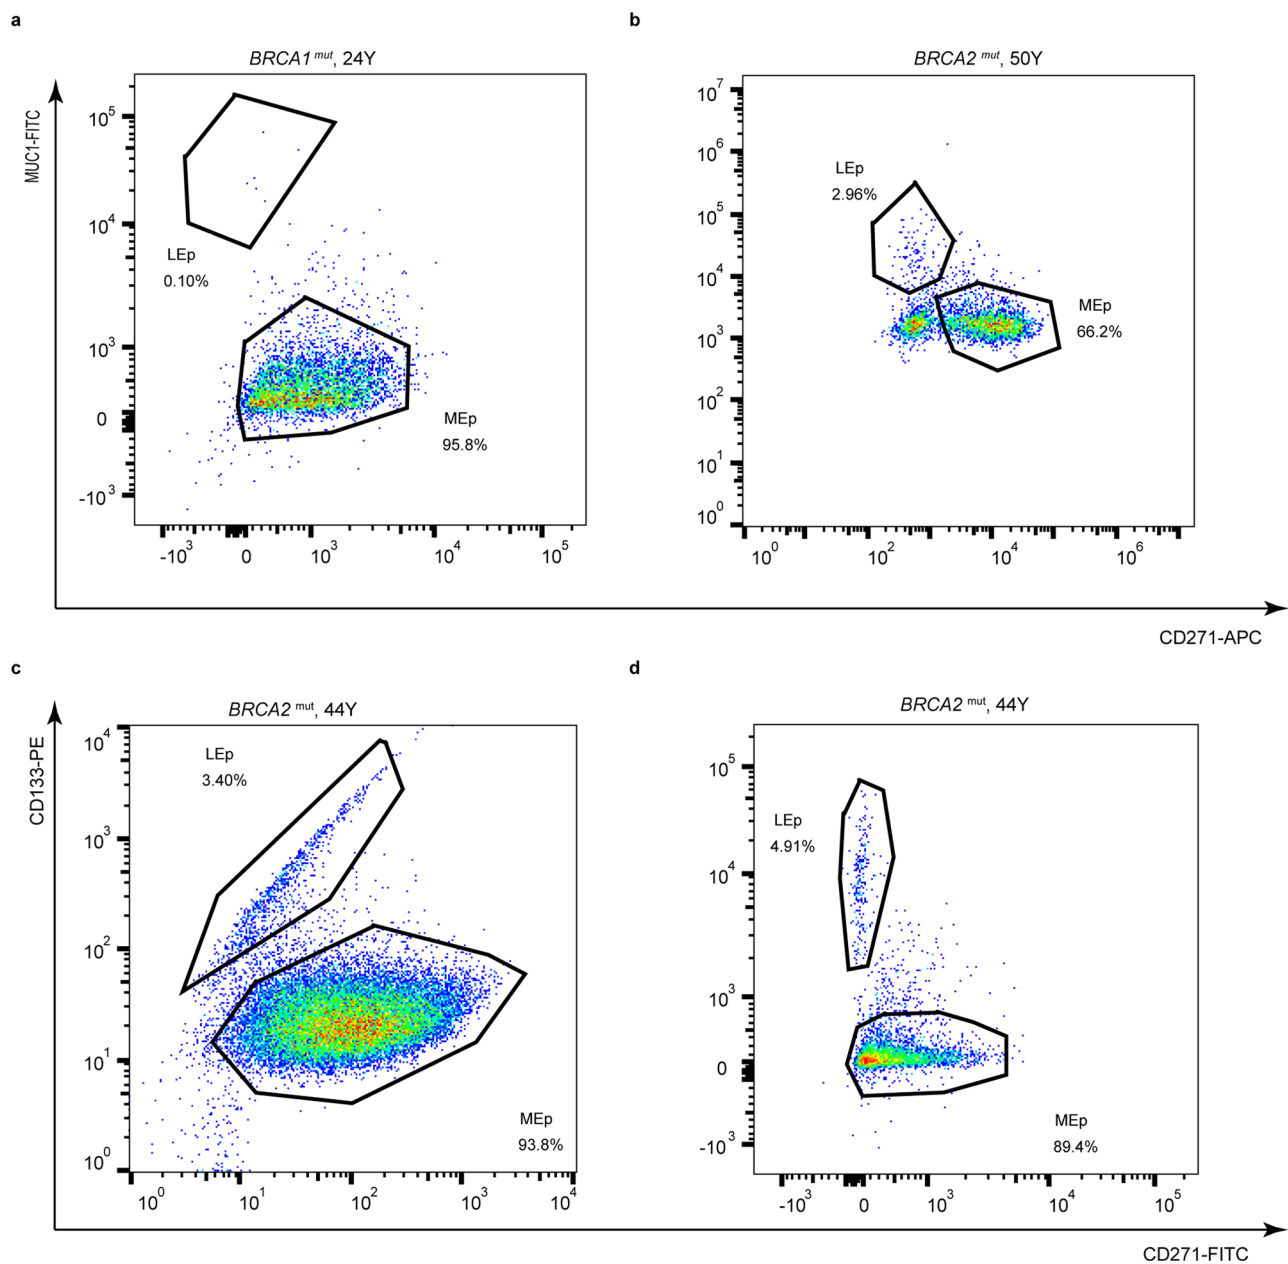 a
b
BRCA1 mut, 24Y
BRCA2 mut, 50Y
MUC1-FITC
10^5
10^4
10^3
0
-10^3
LEp
0.10%
MEp
95.8%
-10^3 0 10^3 10^4 10^5
10^7
10^6
10^5
10^4
10^3
10^2
10^1
10^0
LEp
2.96%
MEp
66.2%
10^0 10^2 10^4 10^6
CD271-APC
c
d
BRCA2 mut, 44Y
BRCA2 mut, 44Y
CD133-PE
10^4
10^3
10^2
10^1
10^0
LEp
3.40%
MEp
93.8%
10^0 10^1 10^2 10^3 10^4
10^5
10^4
10^3
0
-10^3
LEp
4.91%
MEp
89.4%
-10^3 0 10^3 10^4 10^5
CD271-FITC